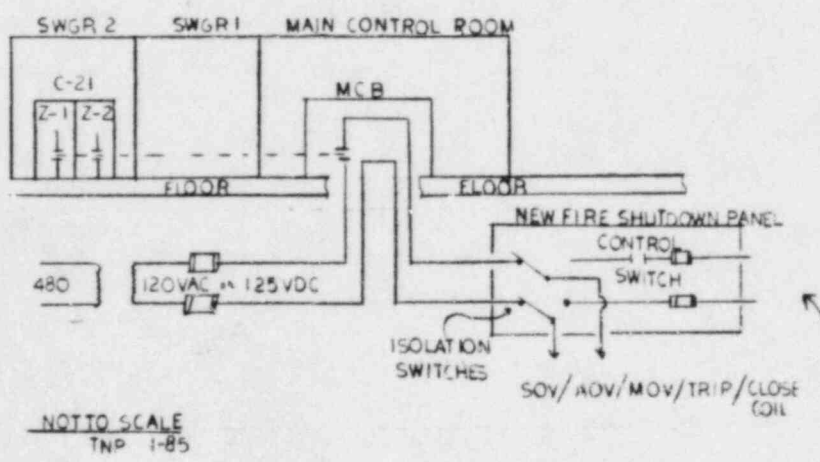 SWGR 2 SWGR 1 MAIN CONTROL ROOM
C-21
MCB
Z-1 Z-2
FLOOR FLOOR
NEW FIRE SHUTDOWN PANEL
CONTROL
SWITCH
480 120VAC or 125VDC
ISOLATION
SWITCHES
SOV/AOV/MOV/TRIP/CLOSE
COIL
NOT TO SCALE
TNP 1-85